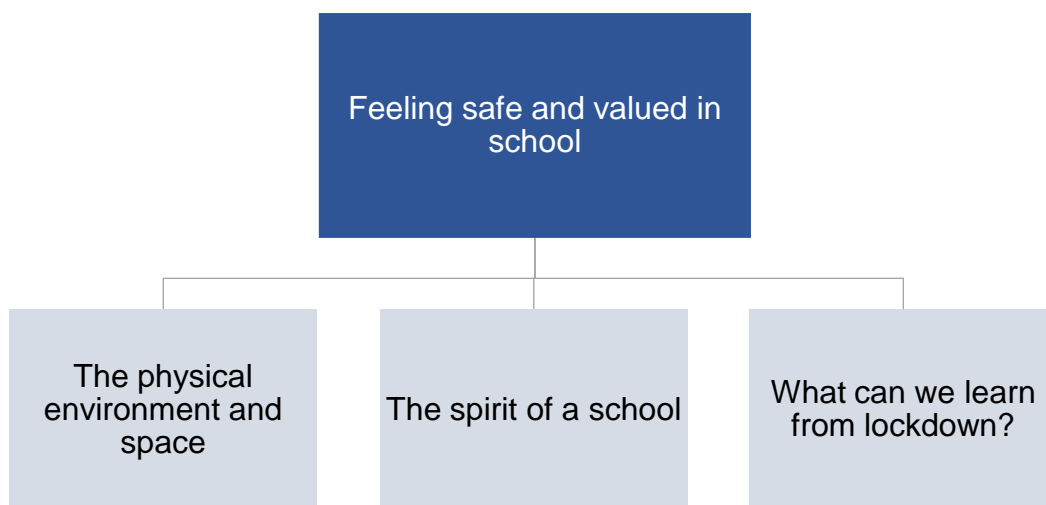 Feeling safe and valued in
school
The physical
environment and
space
The spirit of a school
What can we learn
from lockdown?